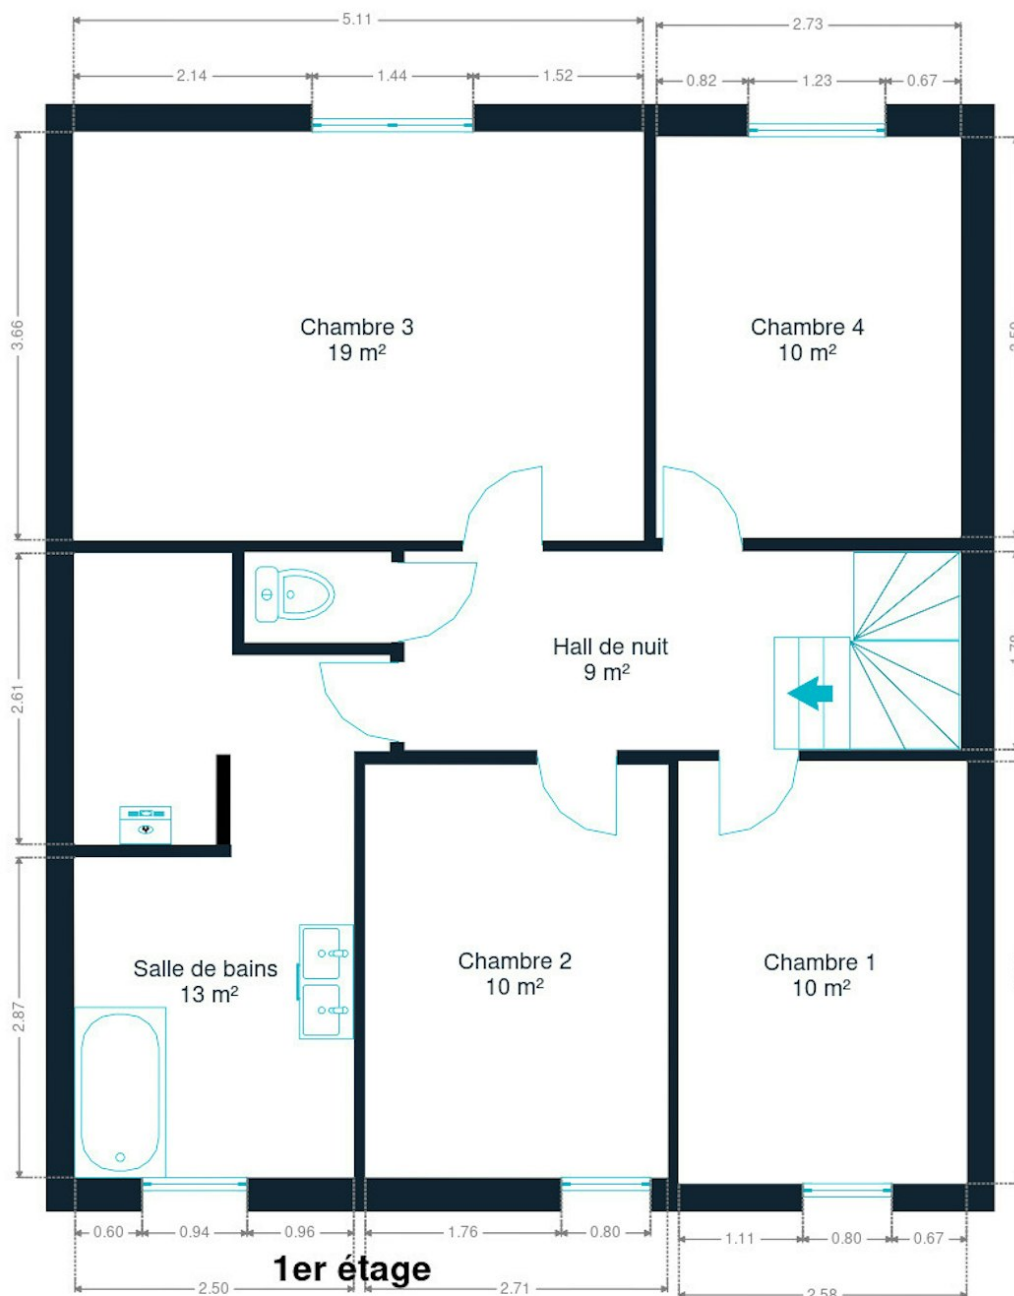 5.11
2.73
2.14
1.44
1.52
0.82
1.23
0.67
3.66
Chambre 3
19 m²
Chambre 4
10 m²
2.61
Hall de nuit
9 m²
2.87
Salle de bains
13 m²
Chambre 2
10 m²
Chambre 1
10 m²
0.60
0.94
0.96
1.76
0.80
1.11
0.80
0.67
1er étage
2.50
2.71
2.58